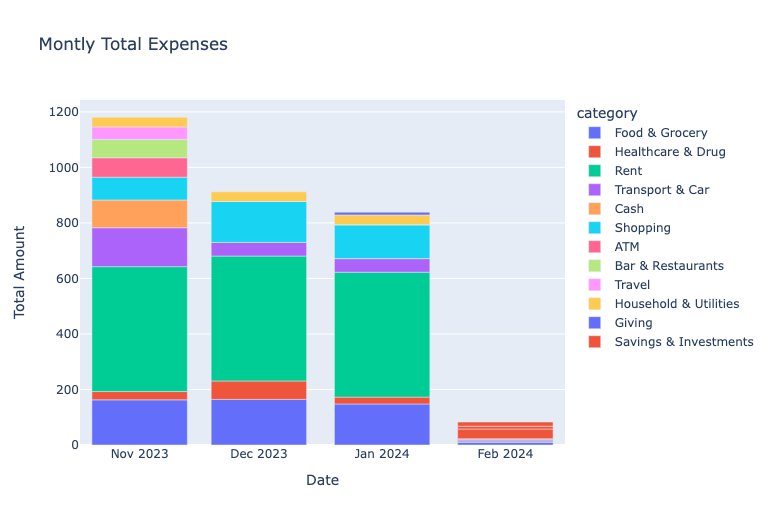 Montly Total Expenses
category
Food & Grocery
Healthcare & Drug
Rent
Transport & Car
Cash
Shopping
ATM
Bar & Restaurants
Travel
Household & Utilities
Giving
Savings & Investments
Total Amount
1200
1000
800
600
400
200
0
Nov 2023
Dec 2023
Jan 2024
Feb 2024
Date